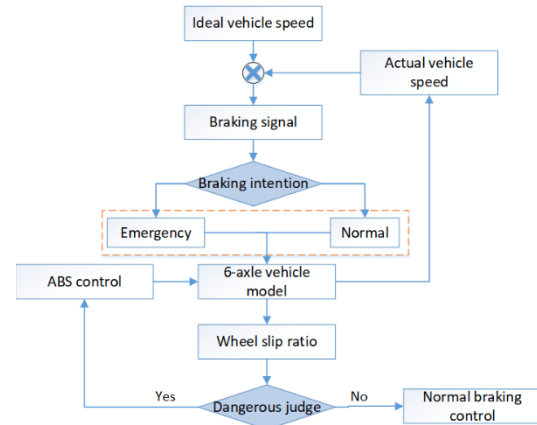 Ideal vehicle speed
Actual vehicle
speed
Braking signal
Braking intention
Emergency
Normal
ABS control
6-axle vehicle
model
Wheel slip ratio
Yes
Dangerous judge
No
Normal braking
control